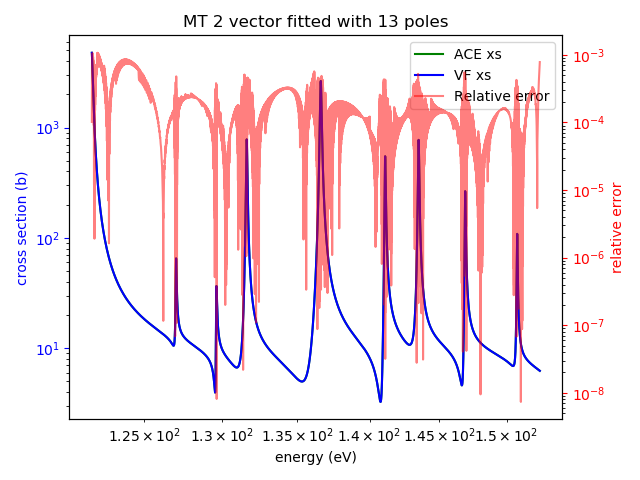 MT 2 vector fitted with 13 poles
ACE xs
VF xs
Relative error
cross section (b)
10³
10²
10¹
10⁻³
10⁻⁴
10⁻⁵
10⁻⁶
10⁻⁷
10⁻⁸
relative error
1.25 × 10² 1.3 × 10² 1.35 × 10² 1.4 × 10² 1.45 × 10² 1.5 × 10²
energy (eV)